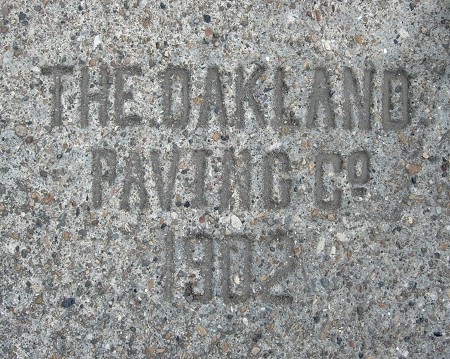 THE OAKLAND
PAVING Cº
1902